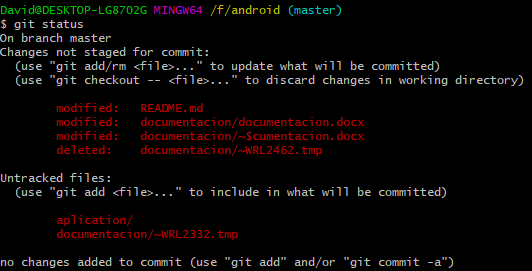 David@DESKTOP-LG87O2G MINGW64 /f/android (master)
$ git status
On branch master
Changes not staged for commit:
  (use "git add/rm <file>..." to update what will be committed)
  (use "git checkout -- <file>..." to discard changes in working directory)

        modified:   README.md
        modified:   documentacion/documentacion.docx
        modified:   documentacion/~$cumentacion.docx
        deleted:    documentacion/~WRL2462.tmp

Untracked files:
  (use "git add <file>..." to include in what will be committed)

        aplication/
        documentacion/~WRL2332.tmp

no changes added to commit (use "git add" and/or "git commit -a")